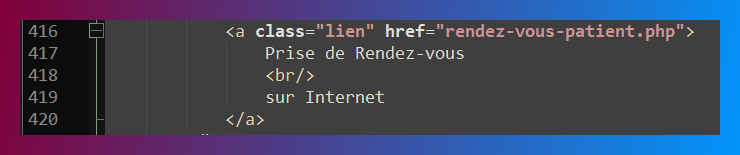 416 <a class="lien" href="rendez-vous-patient.php">
417 Prise de Rendez-vous
418 <br/>
419 sur Internet
420 </a>